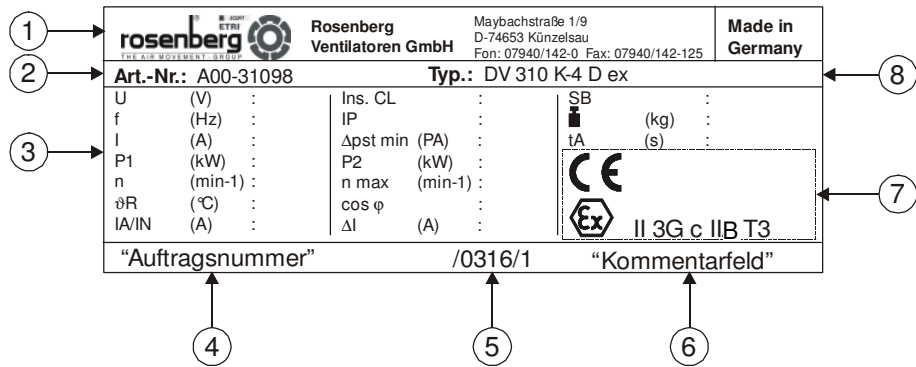 1
rosenberg
ETRI
THE AIR MOVEMENT GROUP
Rosenberg
Ventilatoren GmbH
Maybachstraße 1/9
D-74653 Künzelsau
Fon: 07940/142-0 Fax: 07940/142-125
Made in
Germany
2
Art.-Nr.: A00-31098
Typ.: DV 310 K-4 D ex
8
3
U (V) :
f (Hz) :
I (A) :
P1 (kW) :
n (min-1) :
ϑR (°C) :
IA/IN (A) :
Ins. CL :
IP :
Δpst min (PA) :
P2 (kW) :
n max (min-1) :
cos φ :
ΔI (A) :
SB :
(kg) :
tA (s) :
CE
Ex II 3G c IIB T3
7
"Auftragsnummer" /0316/1 "Kommentarfeld"
4 5 6